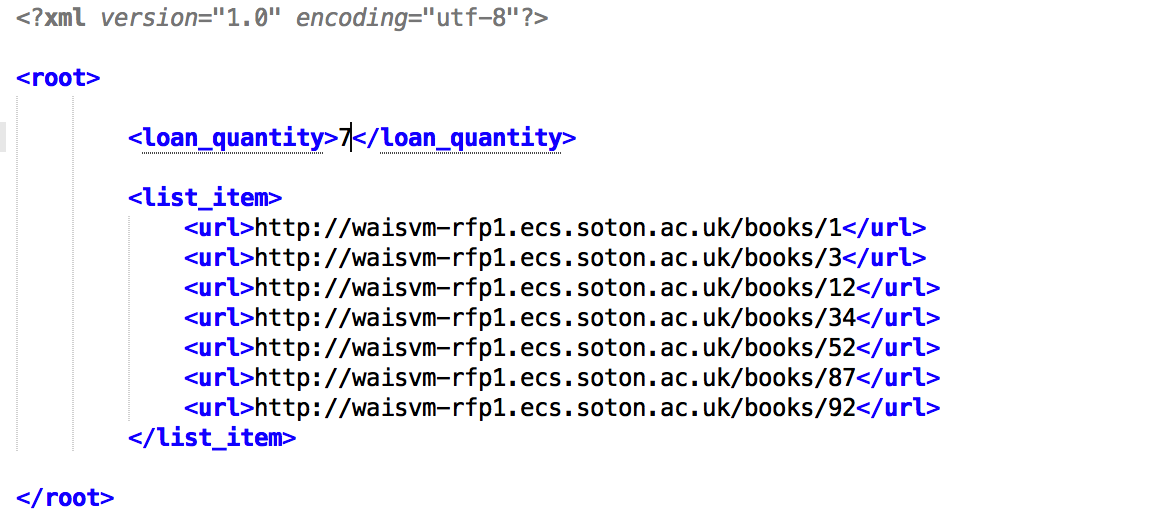 <?xml version="1.0" encoding="utf-8"?>
<root>
<loan_quantity>7</loan_quantity>
<list_item>
<url>http://waisvm-rfp1.ecs.soton.ac.uk/books/1</url>
<url>http://waisvm-rfp1.ecs.soton.ac.uk/books/3</url>
<url>http://waisvm-rfp1.ecs.soton.ac.uk/books/12</url>
<url>http://waisvm-rfp1.ecs.soton.ac.uk/books/34</url>
<url>http://waisvm-rfp1.ecs.soton.ac.uk/books/52</url>
<url>http://waisvm-rfp1.ecs.soton.ac.uk/books/87</url>
<url>http://waisvm-rfp1.ecs.soton.ac.uk/books/92</url>
</list_item>
</root>